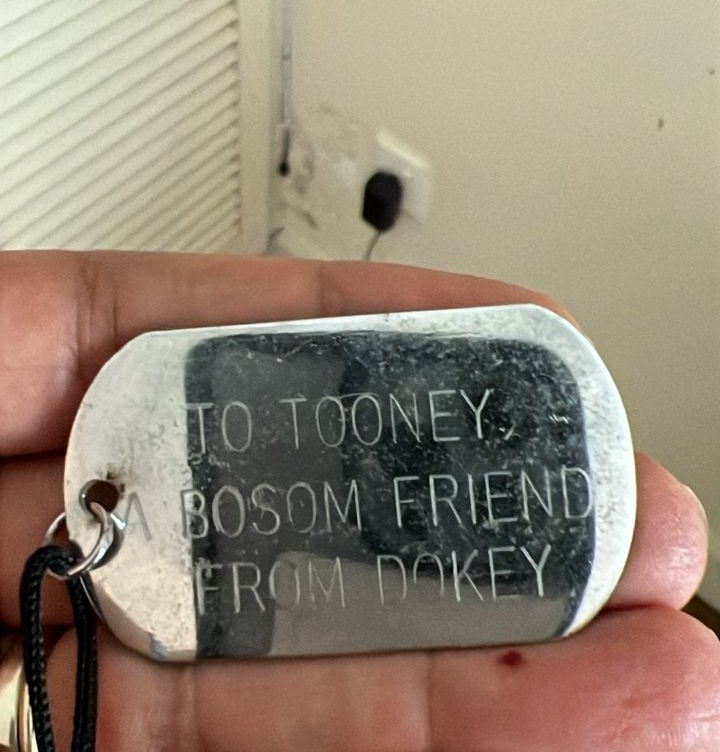 TO TOONEY,
A BOSOM FRIEND
FROM DOKEY